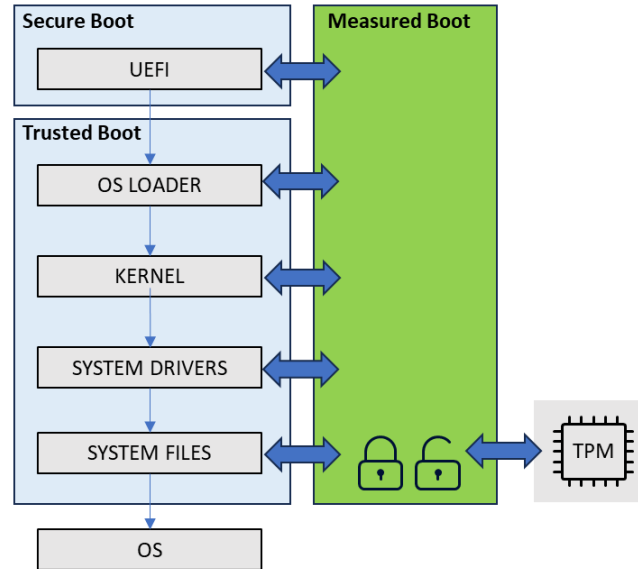 Secure Boot
Measured Boot
UEFI
Trusted Boot
OS LOADER
KERNEL
SYSTEM DRIVERS
SYSTEM FILES
TPM
OS